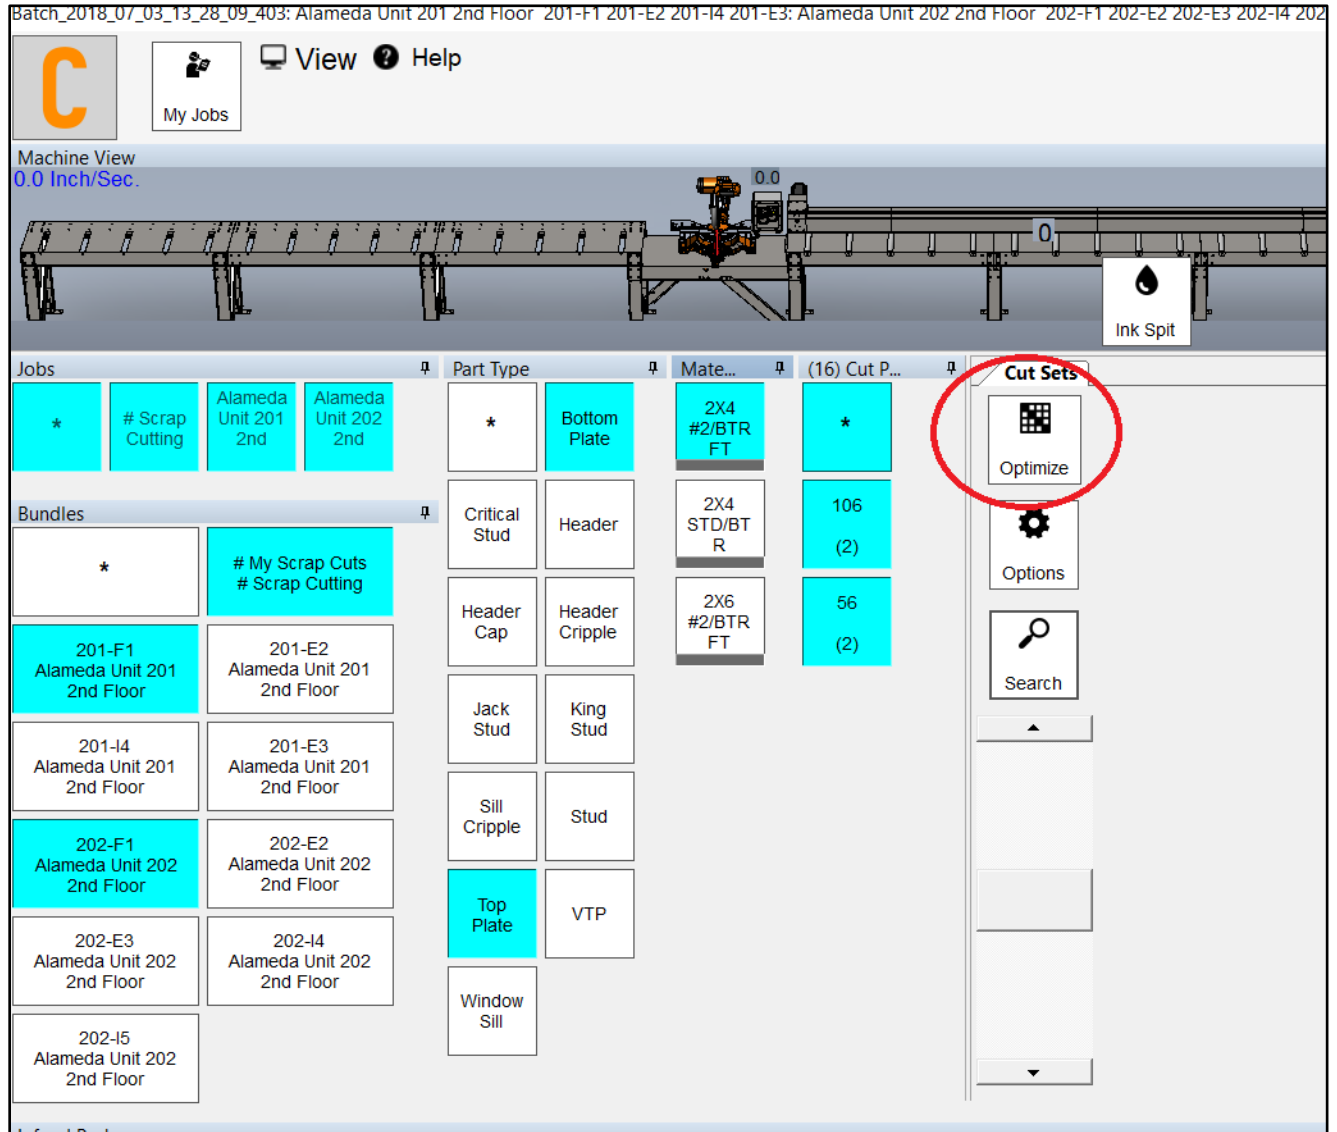 Batch_2018_07_03_13_28_09_403: Alameda Unit 201 2nd Floor 201-F1 201-E2 201-I4 201-E3: Alameda Unit 202 2nd Floor 202-F1 202-E2 202-E3 202-I4 202
C
My Jobs
View
Help
Machine View
0.0 Inch/Sec.
0.0
0
Ink Spit
Jobs
*
# Scrap
Cutting
Alameda
Unit 201
2nd
Alameda
Unit 202
2nd
Bundles
*
# My Scrap Cuts
# Scrap Cutting
201-F1
Alameda Unit 201
2nd Floor
201-E2
Alameda Unit 201
2nd Floor
201-I4
Alameda Unit 201
2nd Floor
201-E3
Alameda Unit 201
2nd Floor
202-F1
Alameda Unit 202
2nd Floor
202-E2
Alameda Unit 202
2nd Floor
202-E3
Alameda Unit 202
2nd Floor
202-I4
Alameda Unit 202
2nd Floor
202-I5
Alameda Unit 202
2nd Floor
Part Type
*
Bottom
Plate
Critical
Stud
Header
Header
Cap
Header
Cripple
Jack
Stud
King
Stud
Sill
Cripple
Stud
Top
Plate
VTP
Window
Sill
Mate...
2X4
#2/BTR
FT
2X4
STD/BT
R
2X6
#2/BTR
FT
(16) Cut P...
*
106
(2)
56
(2)
Cut Sets
Optimize
Options
Search